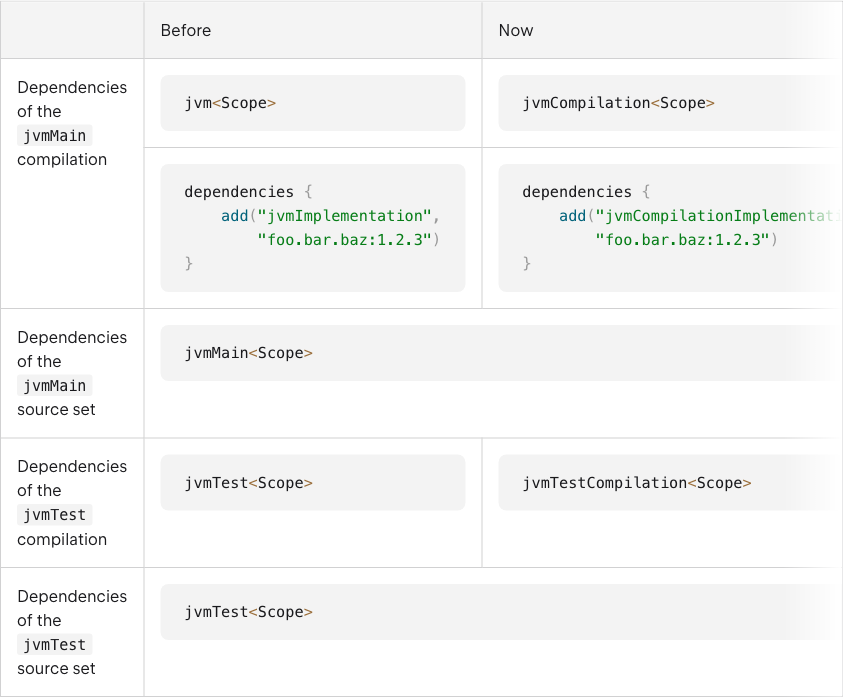 Before
Now
Dependencies
of the
jvmMain
compilation
jvm<Scope>
jvmCompilation<Scope>
dependencies {
    add("jvmImplementation",
        "foo.bar.baz:1.2.3")
}
dependencies {
    add("jvmCompilationImplementati
        "foo.bar.baz:1.2.3")
}
Dependencies
of the
jvmMain
source set
jvmMain<Scope>
Dependencies
of the
jvmTest
compilation
jvmTest<Scope>
jvmTestCompilation<Scope>
Dependencies
of the
jvmTest
source set
jvmTest<Scope>